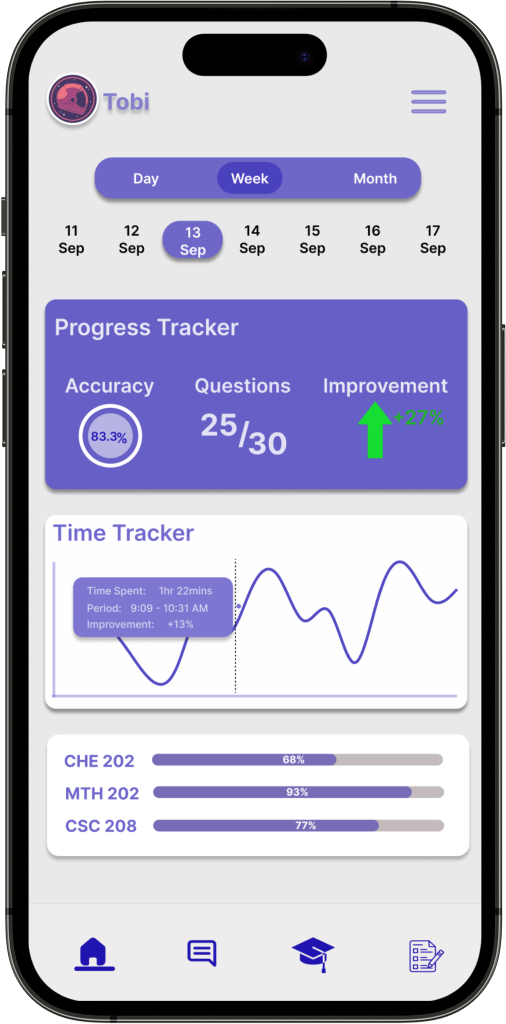 Tobi
Day Week Month
11 12 13 14 15 16 17
Sep Sep Sep Sep Sep Sep Sep
Progress Tracker
Accuracy Questions Improvement
83.3% 25/30 +27%
Time Tracker
Time Spent: 1hr 22mins
Period: 9:09 - 10:31 AM
Improvement: +13%
CHE 202 68%
MTH 202 93%
CSC 208 77%